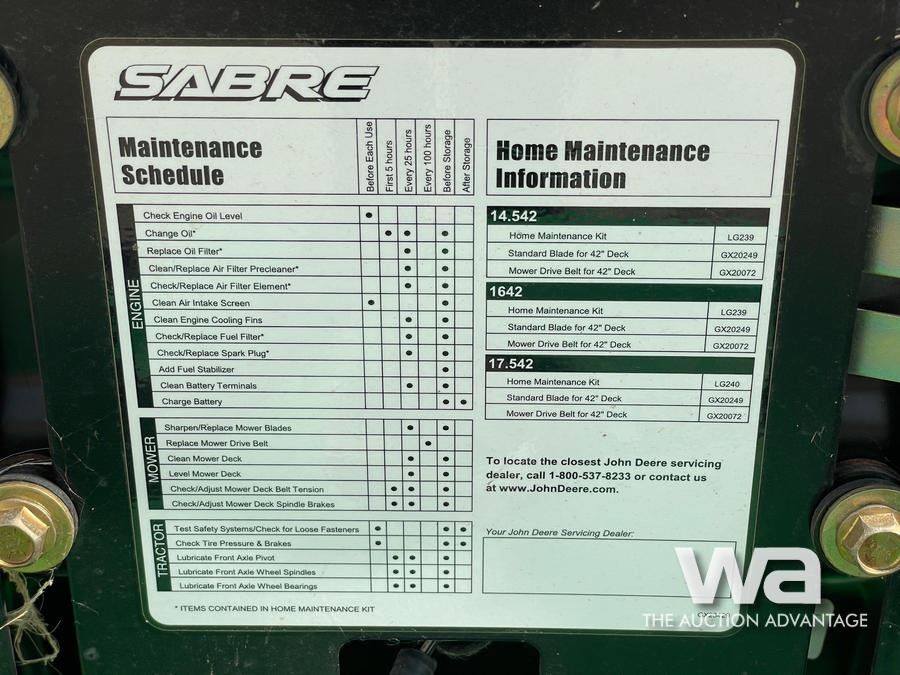 SABRE
Maintenance
Schedule
Before Each Use
First 5 hours
Every 25 hours
Every 100 hours
Before Storage
After Storage
ENGINE
Check Engine Oil Level •
Change Oil* • • •
Replace Oil Filter* • •
Clean/Replace Air Filter Precleaner* • •
Check/Replace Air Filter Element* • •
Clean Air Intake Screen • •
Clean Engine Cooling Fins • •
Check/Replace Fuel Filter* • •
Check/Replace Spark Plug* • •
Add Fuel Stabilizer •
Clean Battery Terminals • •
Charge Battery • •
MOWER
Sharpen/Replace Mower Blades • •
Replace Mower Drive Belt •
Clean Mower Deck • •
Level Mower Deck • •
Check/Adjust Mower Deck Belt Tension • • •
Check/Adjust Mower Deck Spindle Brakes • • •
TRACTOR
Test Safety Systems/Check for Loose Fasteners • • •
Check Tire Pressure & Brakes • • •
Lubricate Front Axle Pivot • • •
Lubricate Front Axle Wheel Spindles • • •
Lubricate Front Axle Wheel Bearings • • •
* ITEMS CONTAINED IN HOME MAINTENANCE KIT
Home Maintenance
Information
14.542
Home Maintenance Kit LG239
Standard Blade for 42" Deck GX20249
Mower Drive Belt for 42" Deck GX20072
1642
Home Maintenance Kit LG239
Standard Blade for 42" Deck GX20249
Mower Drive Belt for 42" Deck GX20072
17.542
Home Maintenance Kit LG240
Standard Blade for 42" Deck GX20249
Mower Drive Belt for 42" Deck GX20072
To locate the closest John Deere servicing
dealer, call 1-800-537-8233 or contact us
at www.JohnDeere.com.
Your John Deere Servicing Dealer:
wa
THE AUCTION ADVANTAGE